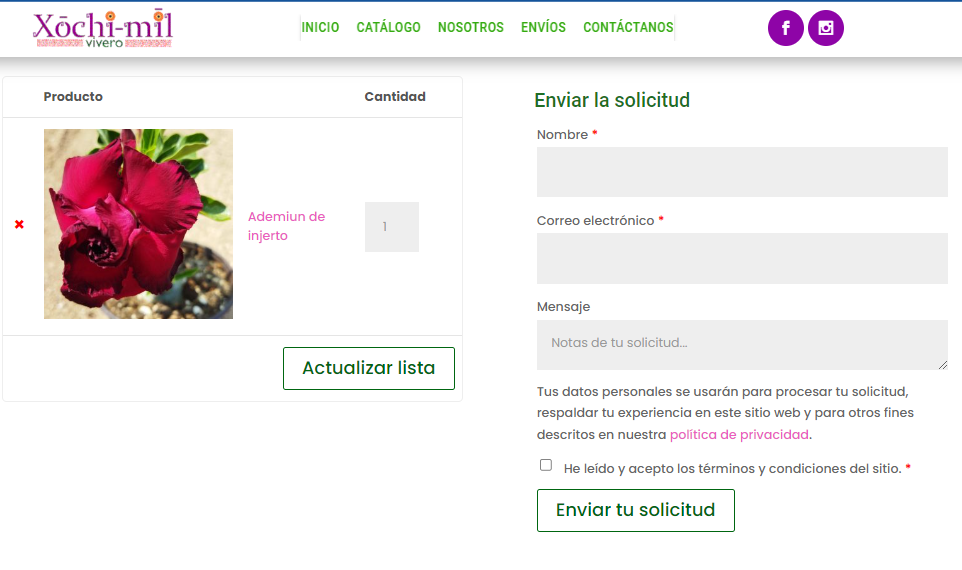 Xōchi-mīl
vivero
INICIO CATÁLOGO NOSOTROS ENVÍOS CONTÁCTANOS
Producto Cantidad
Ademiun de
injerto
1
Actualizar lista
Enviar la solicitud
Nombre *
Correo electrónico *
Mensaje
Notas de tu solicitud...
Tus datos personales se usarán para procesar tu solicitud,
respaldar tu experiencia en este sitio web y para otros fines
descritos en nuestra política de privacidad.
He leído y acepto los términos y condiciones del sitio. *
Enviar tu solicitud